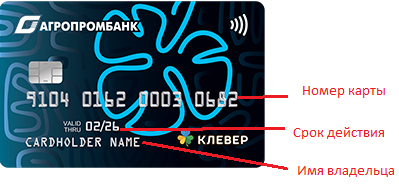 АГРОПРОМБАНК
9104 0162 0003 0682
Номер карты
VALID
THRU 02/26
Срок действия
CARDHOLDER NAME
КЛЕВЕР
Имя владельца